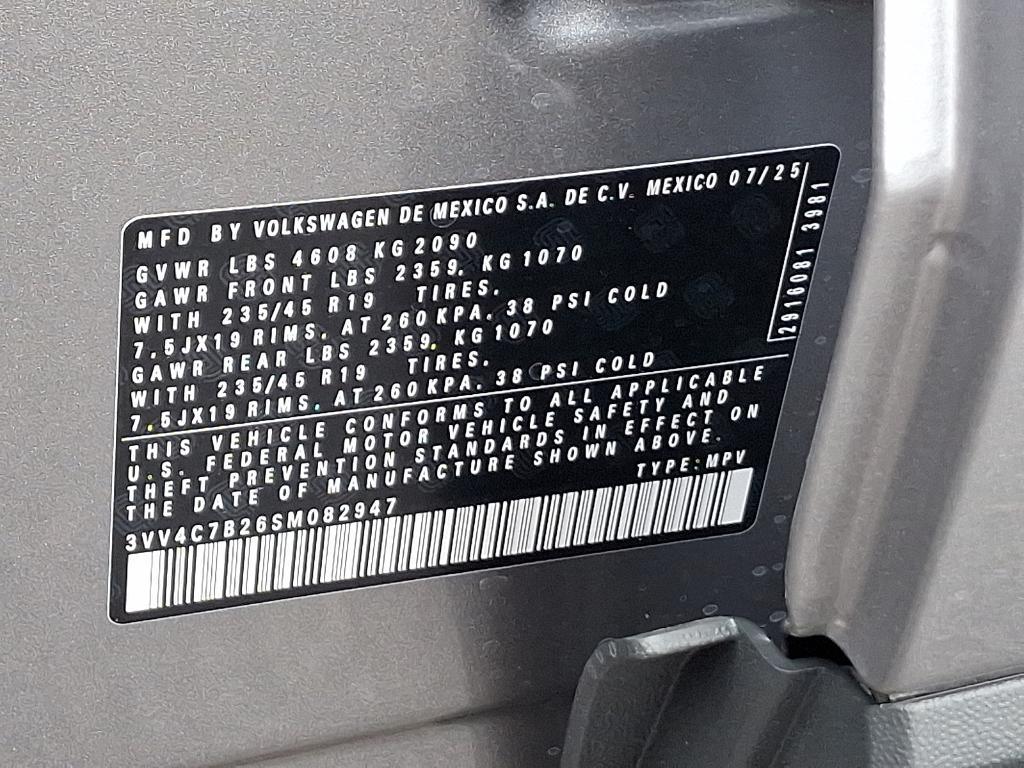 MFD BY VOLKSWAGEN DE MEXICO S.A. DE C.V. MEXICO 07/25
GVWR LBS 4608 KG 2090
GAWR FRONT LBS 2359. KG 1070
WITH 235/45 R19 TIRES.
7.5JX19 RIMS. AT 260 KPA. 38 PSI COLD
GAWR REAR LBS 2359. KG 1070
WITH 235/45 R19 TIRES.
7.5JX19 RIMS. AT 260 KPA. 38 PSI COLD
THIS VEHICLE CONFORMS TO ALL APPLICABLE
U.S. FEDERAL MOTOR VEHICLE SAFETY AND
THEFT PREVENTION STANDARDS IN EFFECT ON
THE DATE OF MANUFACTURE SHOWN ABOVE.
3VV4C7B26SM082947 TYPE: MPV
2916081 3981